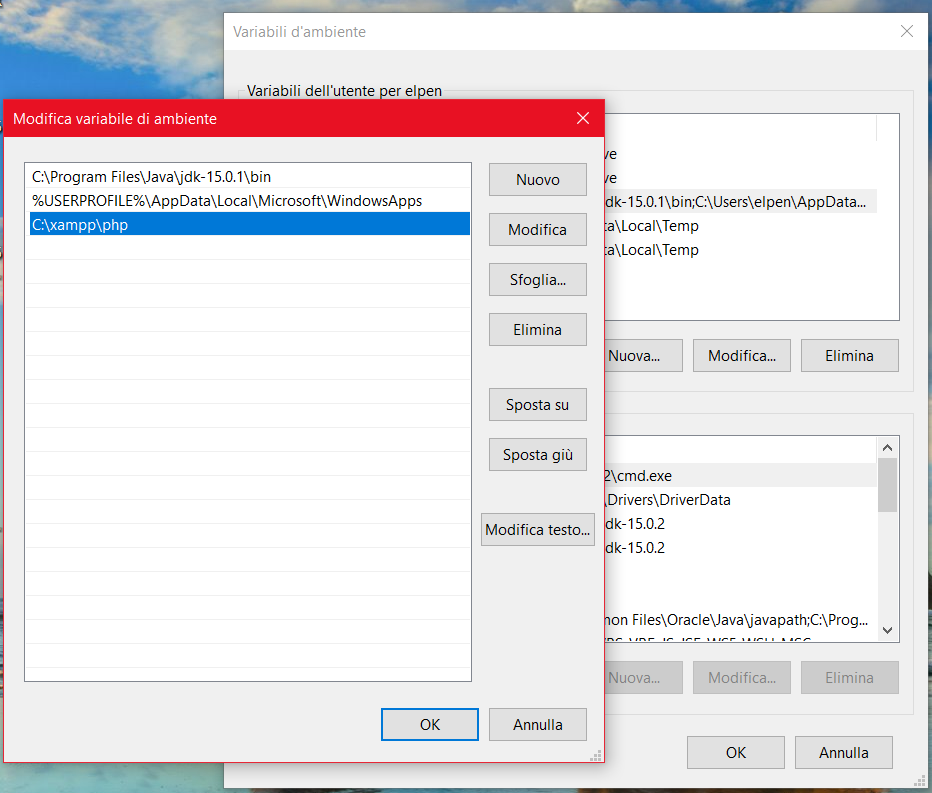 Variabili d'ambiente
Variabili dell'utente per elpen
Modifica variabile di ambiente
C:\Program Files\Java\jdk-15.0.1\bin
%USERPROFILE%\AppData\Local\Microsoft\WindowsApps
C:\xampp\php
Nuovo
Modifica
Sfoglia...
Elimina
Sposta su
Sposta giù
Modifica testo...
OK
Annulla
ve
ve
dk-15.0.1\bin;C:\Users\elpen\AppData...
ta\Local\Temp
ta\Local\Temp
Nuova...
Modifica...
Elimina
2\cmd.exe
\Drivers\DriverData
dk-15.0.2
dk-15.0.2
non Files\Oracle\Java\javapath;C:\Prog...
Nuova...
Modifica...
Elimina
OK
Annulla